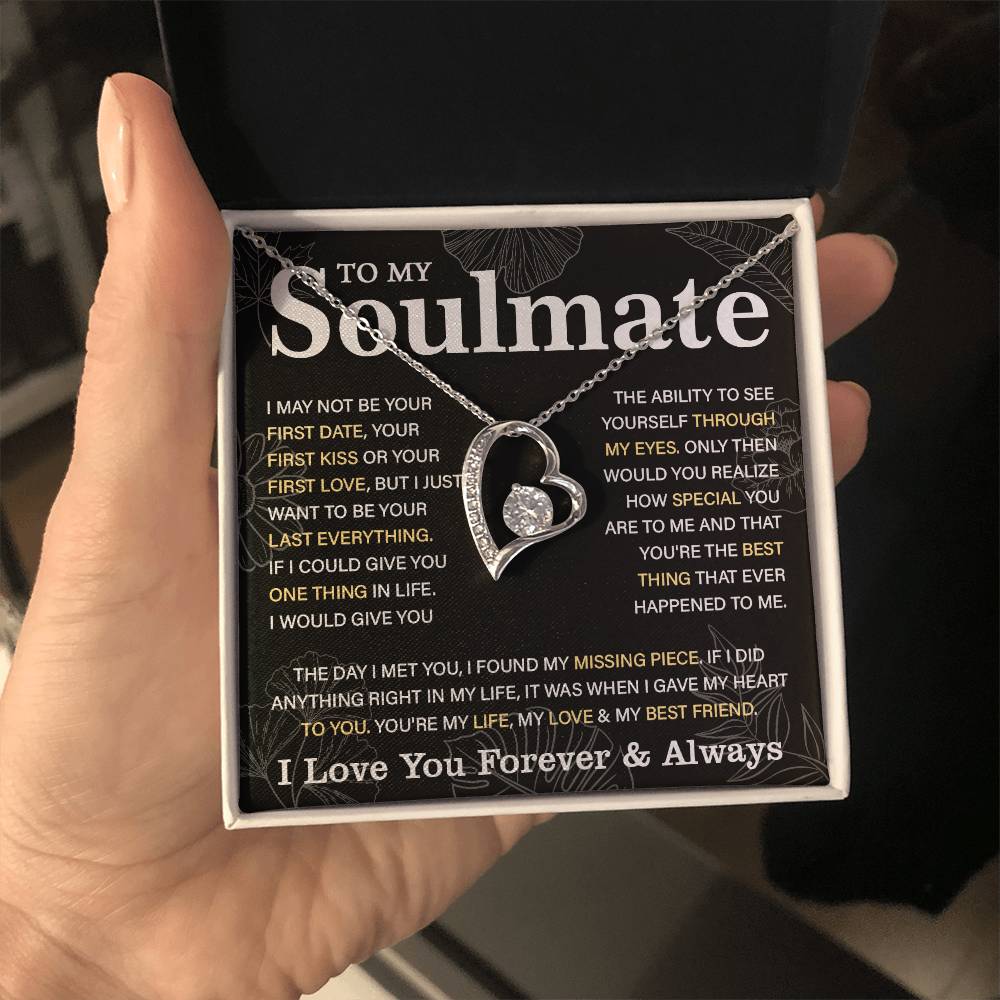 TO MY
Soulmate
I MAY NOT BE YOUR
FIRST DATE, YOUR
FIRST KISS OR YOUR
FIRST LOVE, BUT I JUST
WANT TO BE YOUR
LAST EVERYTHING.
IF I COULD GIVE YOU
ONE THING IN LIFE.
I WOULD GIVE YOU
THE ABILITY TO SEE
YOURSELF THROUGH
MY EYES. ONLY THEN
WOULD YOU REALIZE
HOW SPECIAL YOU
ARE TO ME AND THAT
YOU'RE THE BEST
THING THAT EVER
HAPPENED TO ME.
THE DAY I MET YOU, I FOUND MY MISSING PIECE. IF I DID
ANYTHING RIGHT IN MY LIFE, IT WAS WHEN I GAVE MY HEART
TO YOU. YOU'RE MY LIFE, MY LOVE & MY BEST FRIEND.
I Love You Forever & Always